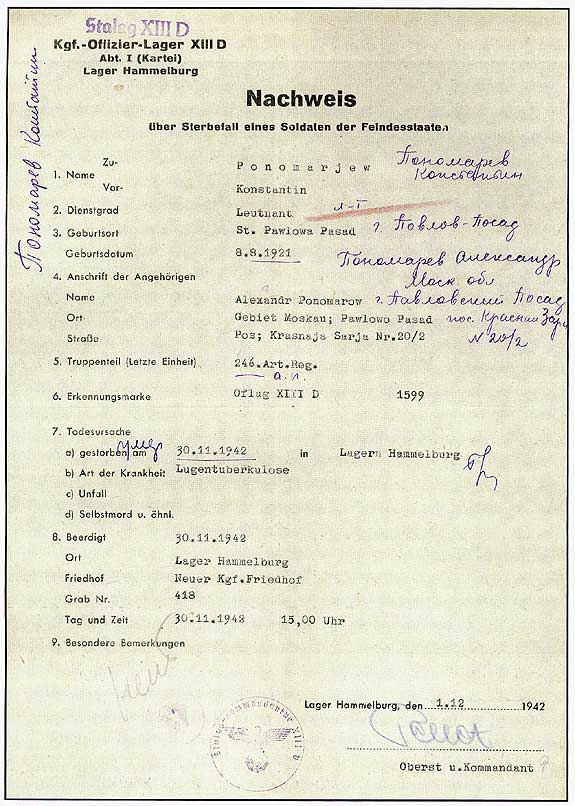 Stalag XIII D
Kgf.-Offizier-Lager XIII D
Abt. I (Kartei)
Lager Hammelburg
Пономарев Константин
Nachweis
über Sterbefall eines Soldaten der Feindesstaaten
Zu- Ponomarjew Пономарев
1. Name Константин
Vor- Konstantin
2. Dienstgrad Leutnant л-т
3. Geburtsort St. Pawlowa Pasad г. Павлов-Посад
Geburtsdatum 8.8.1921 Пономарев Александр
4. Anschrift der Angehörigen Моск. обл
Name Alexandr Ponomarow г. Павловский Посад
Ort- Gebiet Moskau; Pawlowo Pasad пос. Красная Заря
Straße Poz; Krasnaja Sarja Nr.20/2 N 20/2
5. Truppenteil (Letzte Einheit) 246.Art.Reg.
а.п.
6. Erkennungsmarke Oflag XIII D 1599
7. Todesursache
умер
a) gestorben am 30.11.1942 in Lagern Hammelburg
b) Art der Krankheit Lugentuberkulose
c) Unfall
d) Selbstmord u. ähnl.
8. Beerdigt 30.11.1942
Ort Lager Hammelburg
Friedhof Neuer Kgf.Friedhof
Grab Nr. 418
Tag und Zeit 30.11.1942 15,00 Uhr
9. Besondere Bemerkungen
Lager Hammelburg, den 1.12 1942
XIII D
Oberst u.Kommandant